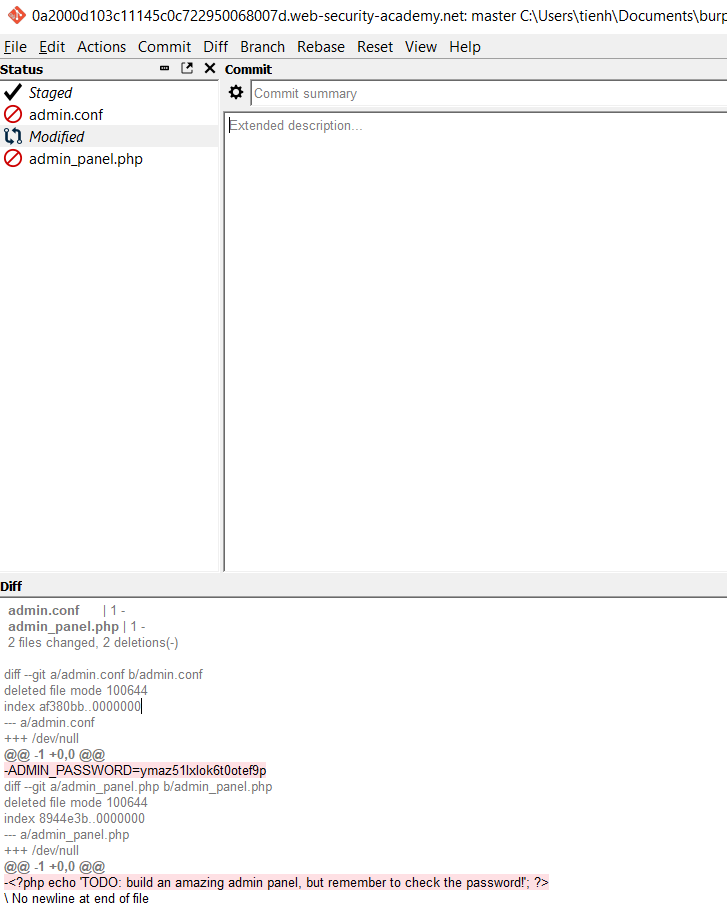 0a2000d103c11145c0c722950068007d.web-security-academy.net: master C:\Users\tienh\Documents\burp
File Edit Actions Commit Diff Branch Rebase Reset View Help
Status
Commit
Staged
Commit summary
admin.conf
Extended description...
Modified
admin_panel.php
Diff
admin.conf | 1 -
admin_panel.php | 1 -
2 files changed, 2 deletions(-)
diff --git a/admin.conf b/admin.conf
deleted file mode 100644
index af380bb..0000000
--- a/admin.conf
+++ /dev/null
@@ -1 +0,0 @@
-ADMIN_PASSWORD=ymaz51lxlok6t0otef9p
diff --git a/admin_panel.php b/admin_panel.php
deleted file mode 100644
index 8944e3b..0000000
--- a/admin_panel.php
+++ /dev/null
@@ -1 +0,0 @@
-<?php echo 'TODO: build an amazing admin panel, but remember to check the password!'; ?>
\ No newline at end of file